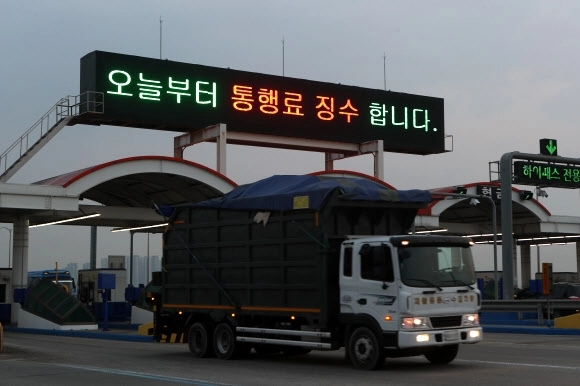 오늘부터 통행료 징수 합니다.
하이패스 전용